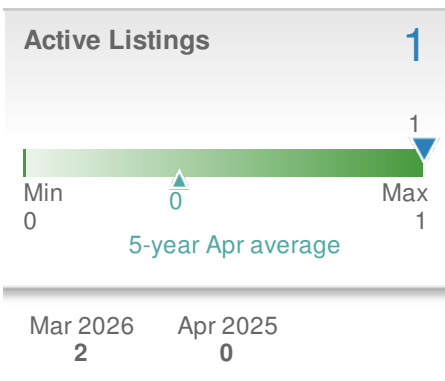 Active Listings 1
1
Min Max
0
0 1
5-year Apr average
Mar 2026 Apr 2025
2 0